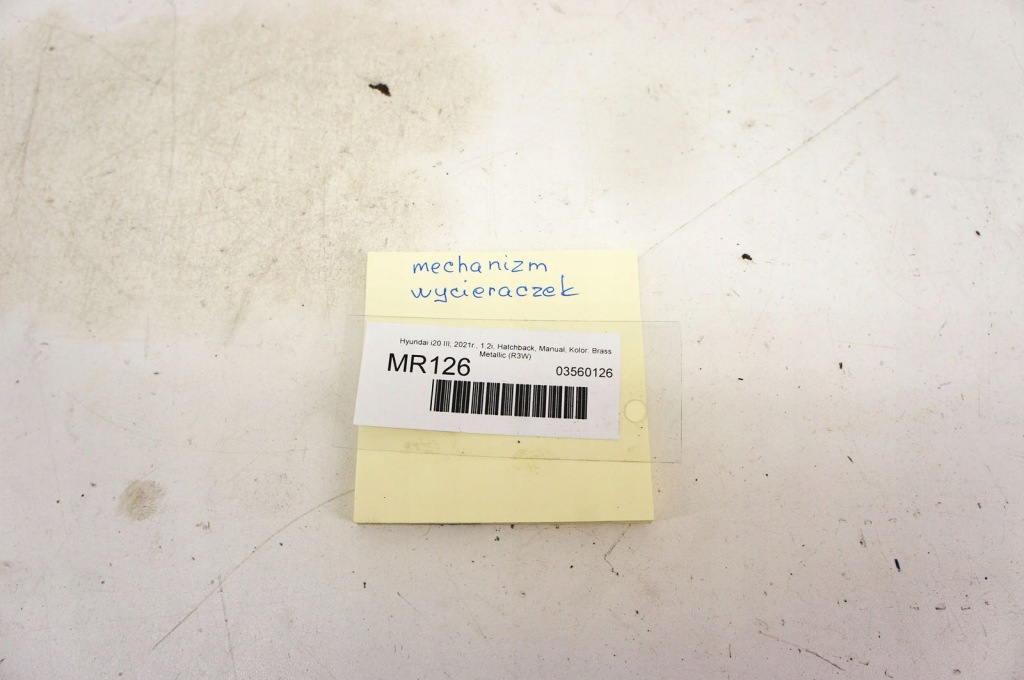 mechanizm
wycieraczek
Hyundai i20 III, 2021r., 1.2i, Hatchback, Manual, Kolor: Brass
Metallic (R3W)
MR126
03560126